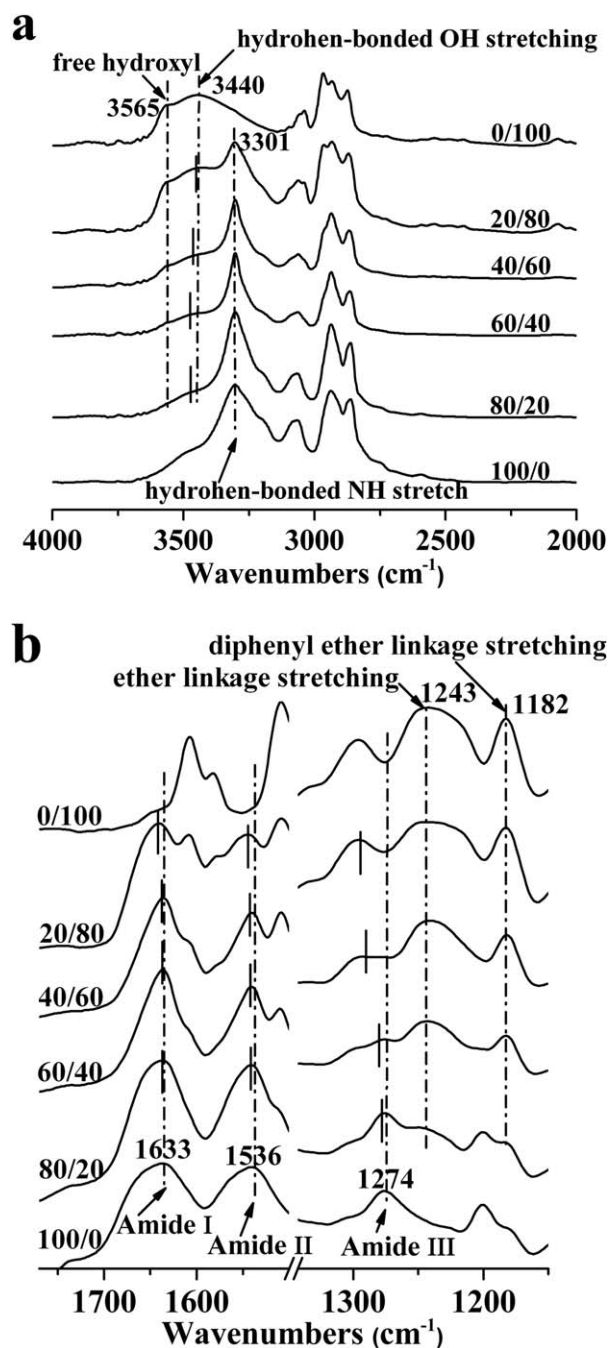 a
hydrohen-bonded OH stretching
free hydroxyl
3440
3565
3301
0/100
20/80
40/60
60/40
80/20
100/0
hydrohen-bonded NH stretch
4000 3500 3000 2500 2000
Wavenumbers (cm-1)
b
diphenyl ether linkage stretching
ether linkage stretching
1243
1182
0/100
20/80
40/60
60/40
80/20
1633 1536 1274
Amide I Amide II Amide III
100/0
1700 1600 1300 1200
Wavenumbers (cm-1)